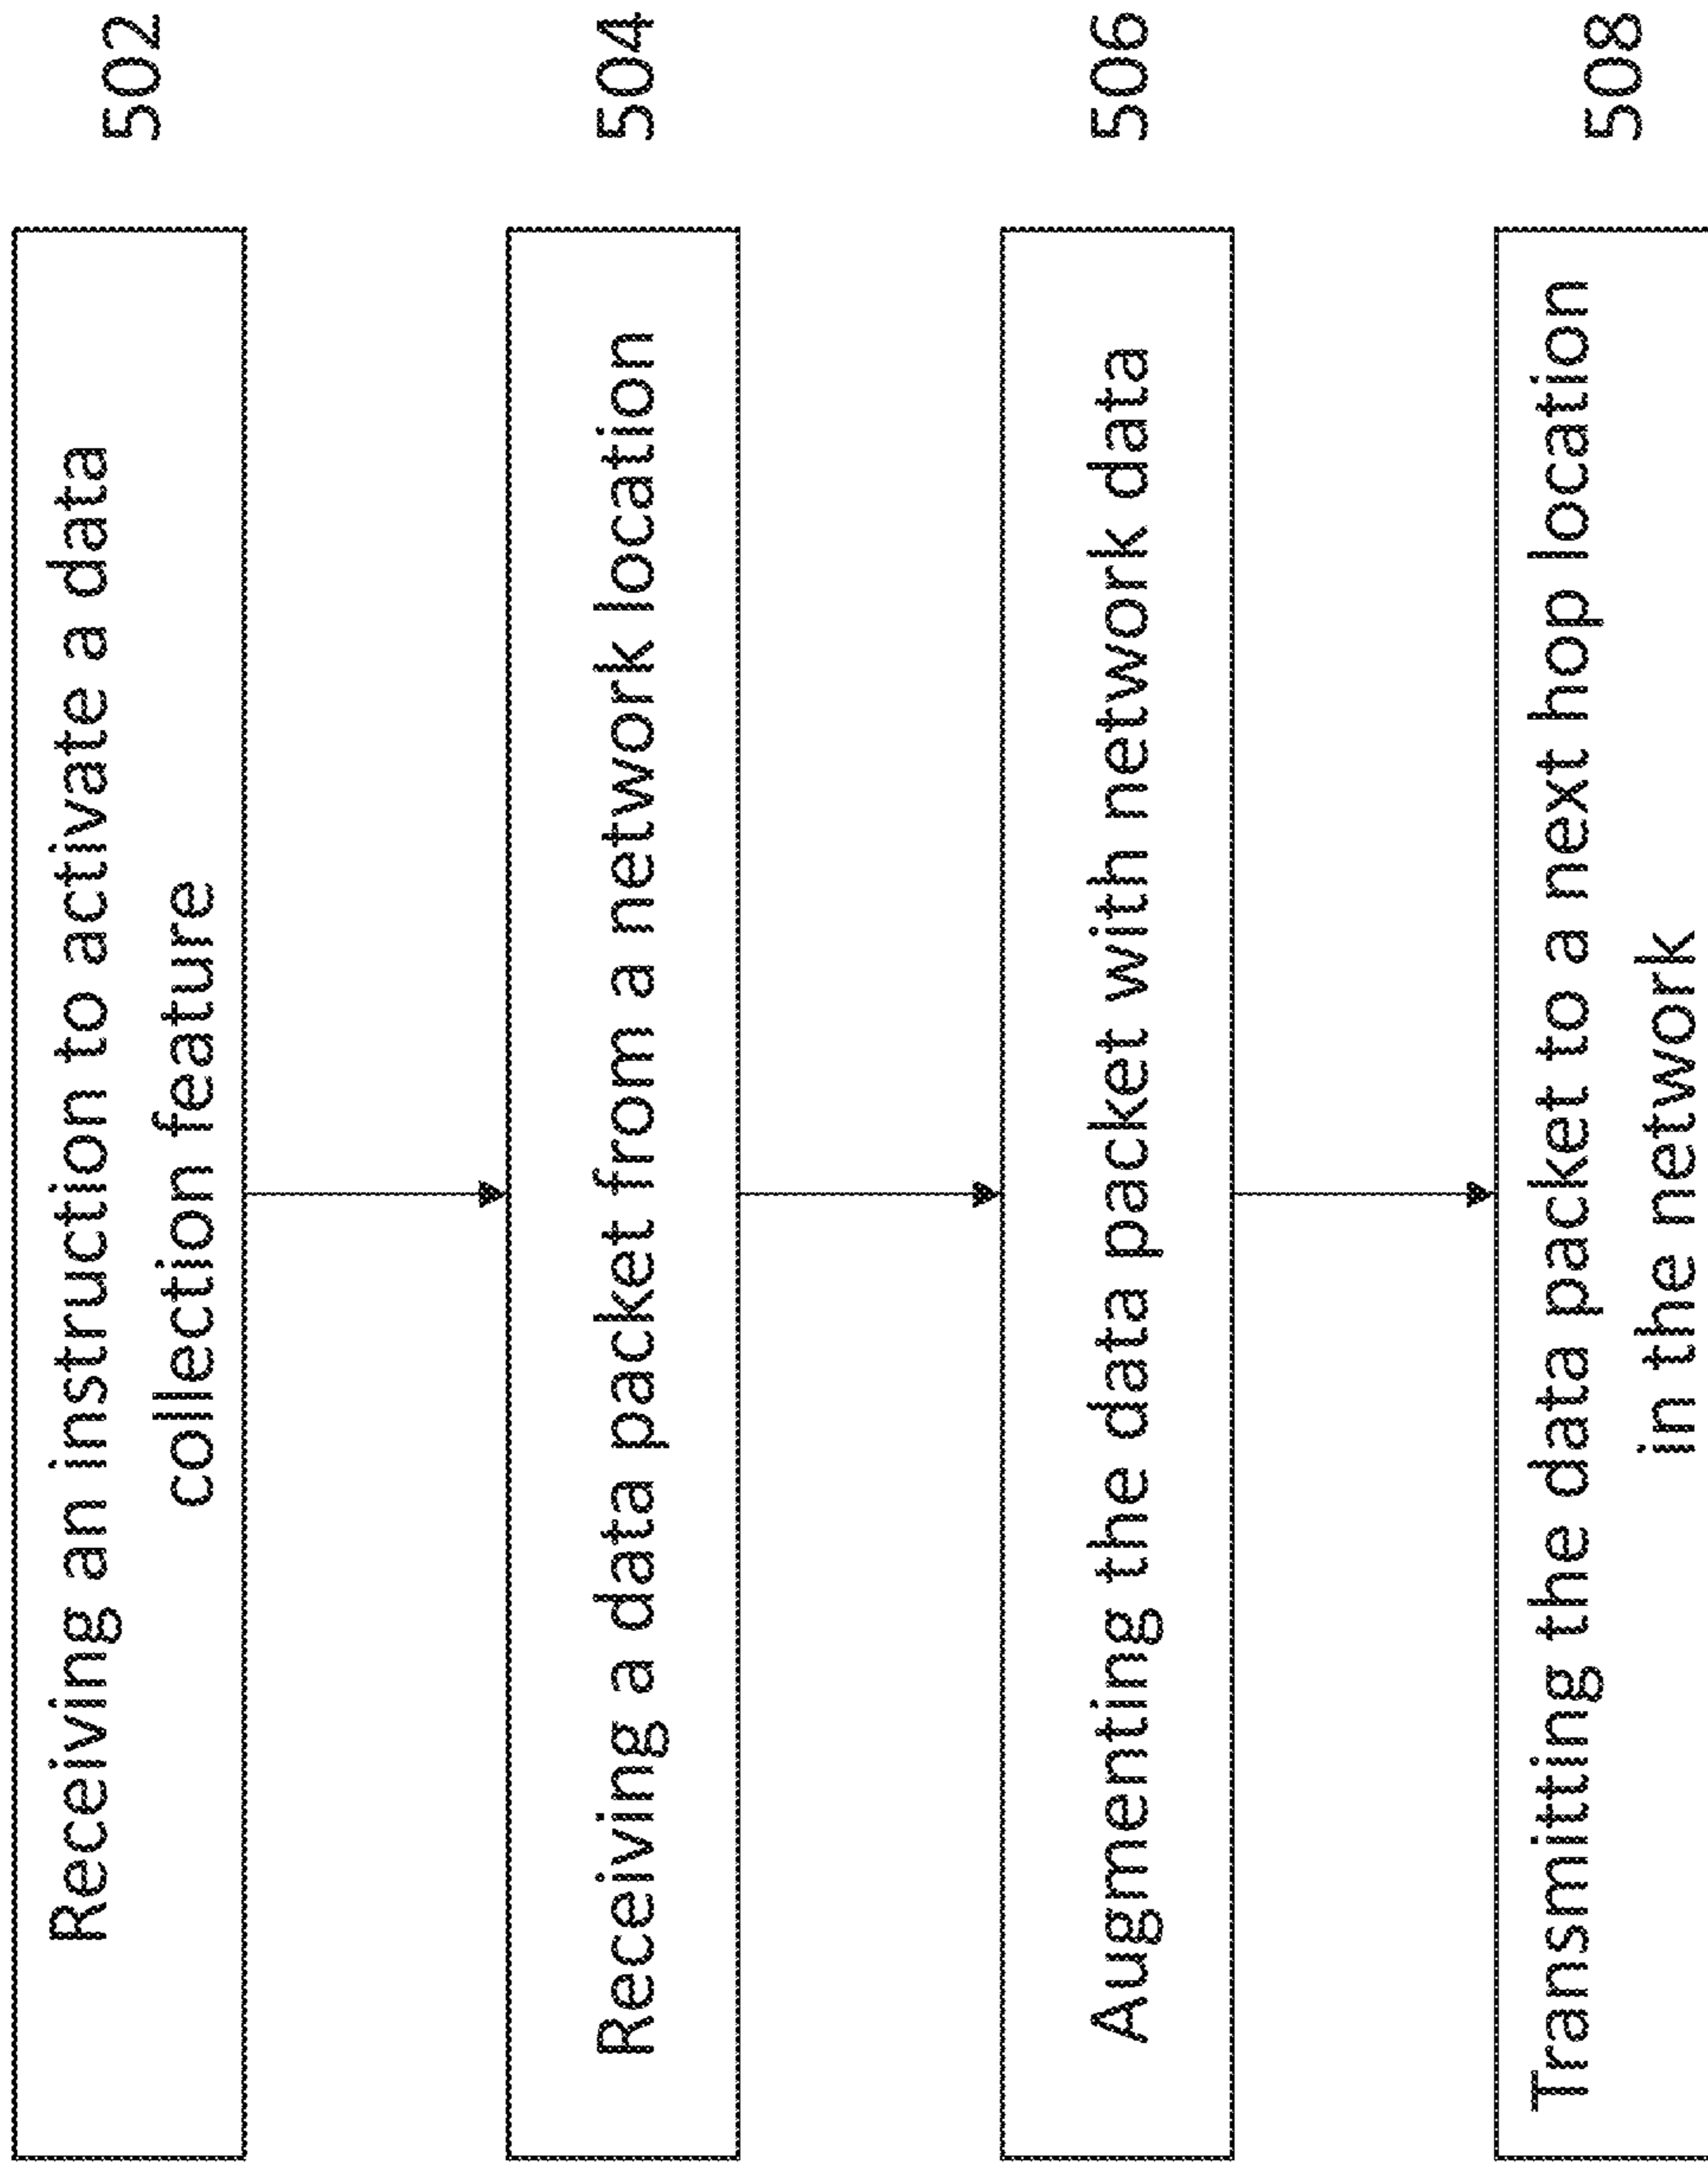 Receiving an instruction to activate a data
collection feature
502
Receiving a data packet from a network location
504
Augmenting the data packet with network data
506
Transmitting the data packet to a next hop location
in the network
508